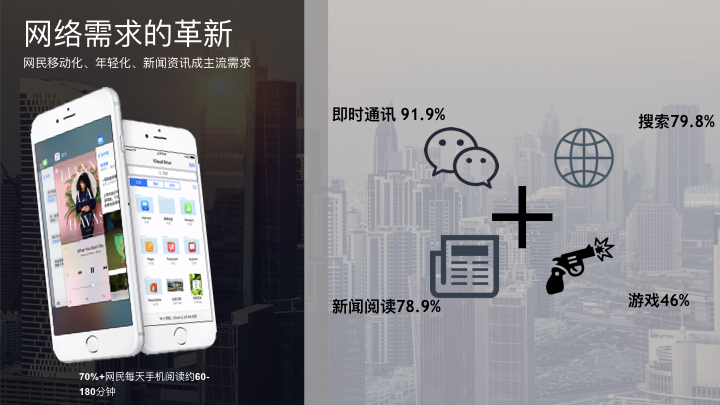 网络需求的革新
网民移动化、年轻化、新闻资讯成主流需求
即时通讯 91.9%
搜索79.8%
iCloud Drive
新闻阅读78.9%
游戏46%
70%+网民每天手机阅读约60-
180分钟